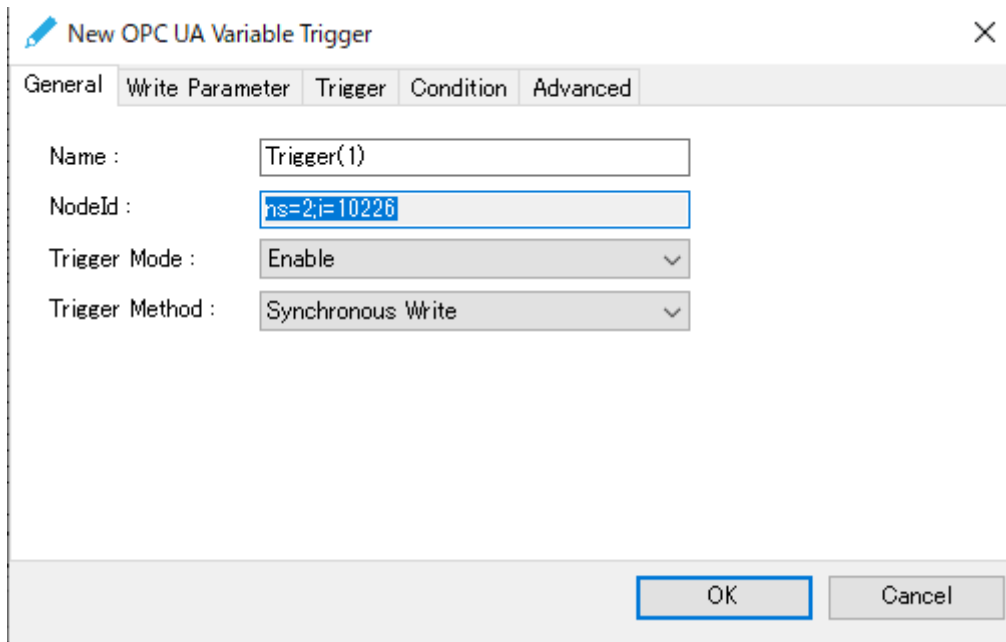 New OPC UA Variable Trigger
General Write Parameter Trigger Condition Advanced
Name : Trigger(1)
NodeId : ns=2;i=10226
Trigger Mode : Enable
Trigger Method : Synchronous Write
OK Cancel